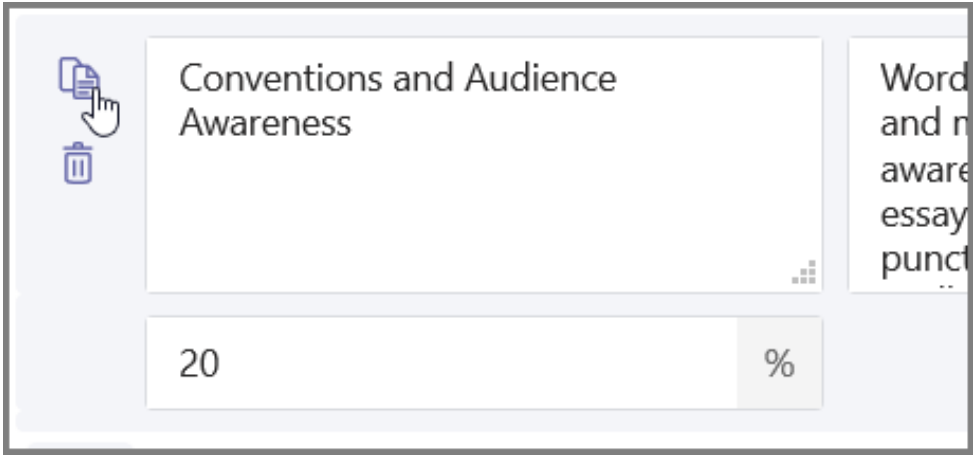 Conventions and Audience
Awareness
Word
and
aware
essay
punct
20
%